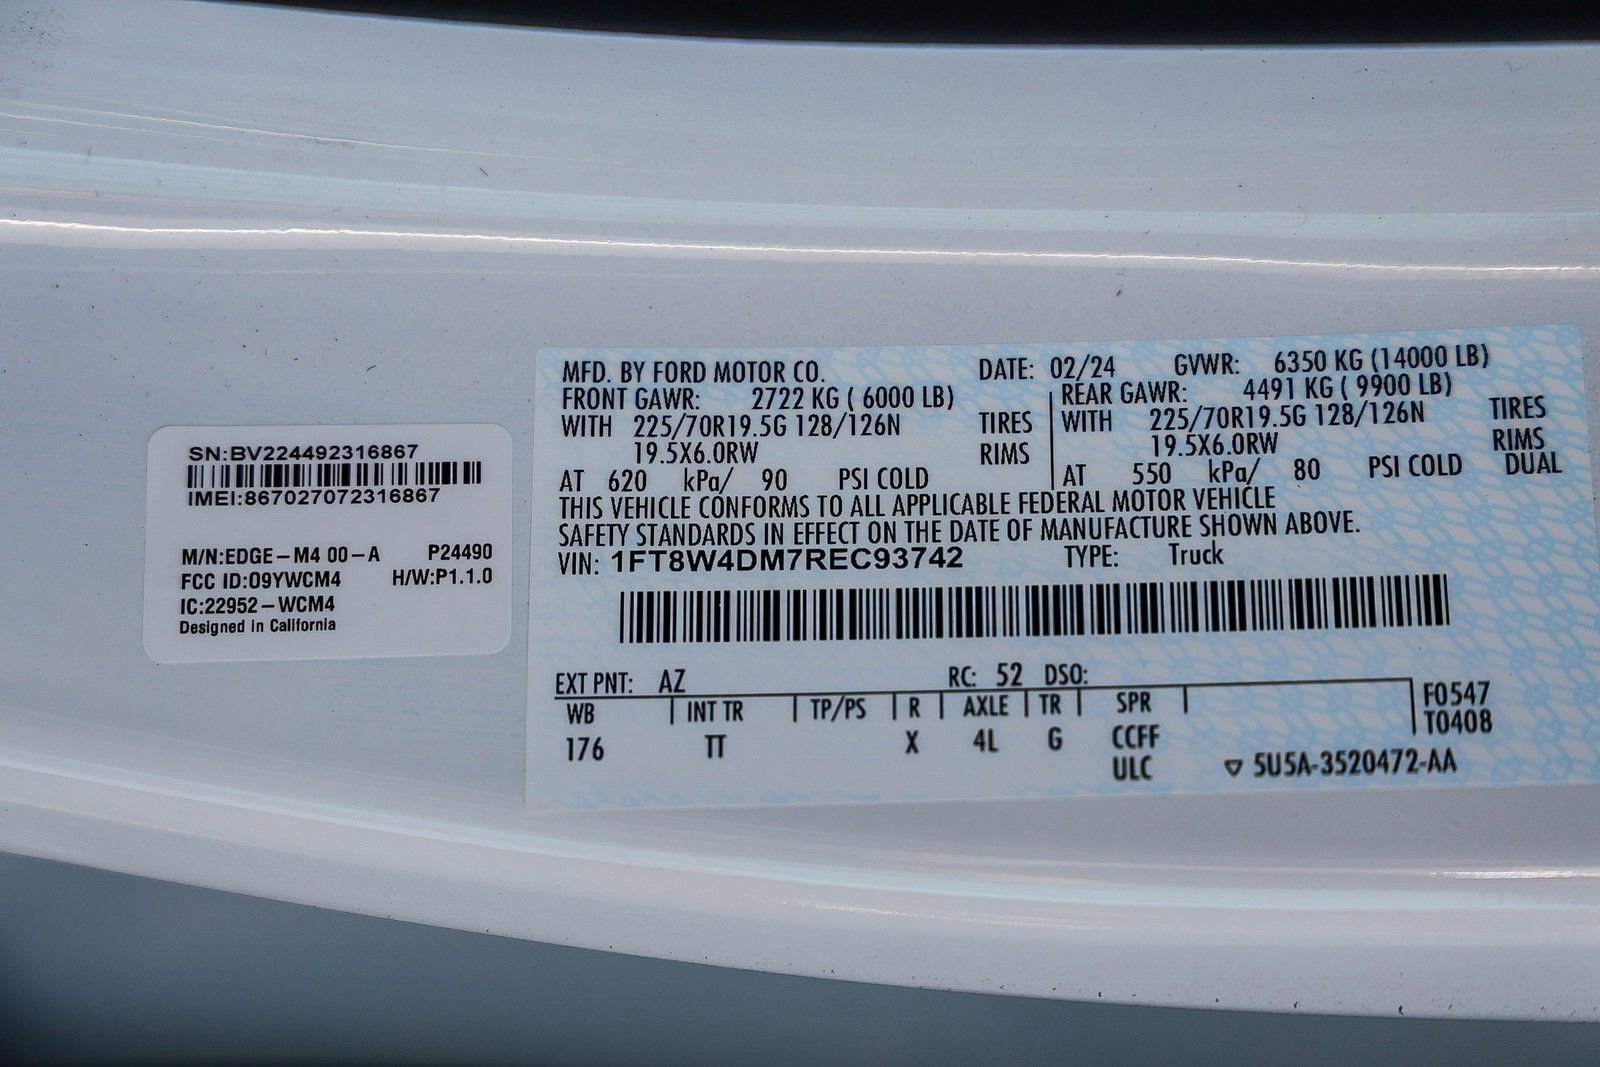 SN:BV224492316867
IMEI:867027072316867
M/N:EDGE-M4 00-A P24490
FCC ID:O9YWCM4 H/W:P1.1.0
IC:22952-WCM4
Designed in California
MFD. BY FORD MOTOR CO. DATE: 02/24 GVWR: 6350 KG (14000 LB)
FRONT GAWR: 2722 KG ( 6000 LB) REAR GAWR: 4491 KG ( 9900 LB)
WITH 225/70R19.5G 128/126N TIRES WITH 225/70R19.5G 128/126N TIRES
19.5X6.0RW RIMS 19.5X6.0RW RIMS
AT 620 kPa/ 90 PSI COLD AT 550 kPa/ 80 PSI COLD DUAL
THIS VEHICLE CONFORMS TO ALL APPLICABLE FEDERAL MOTOR VEHICLE
SAFETY STANDARDS IN EFFECT ON THE DATE OF MANUFACTURE SHOWN ABOVE.
VIN: 1FT8W4DM7REC93742 TYPE: Truck
EXT PNT: AZ RC: 52 DSO:
WB INT TR TP/PS R AXLE TR SPR F0547
176 TT X 4L G CCFF T0408
ULC 5U5A-3520472-AA